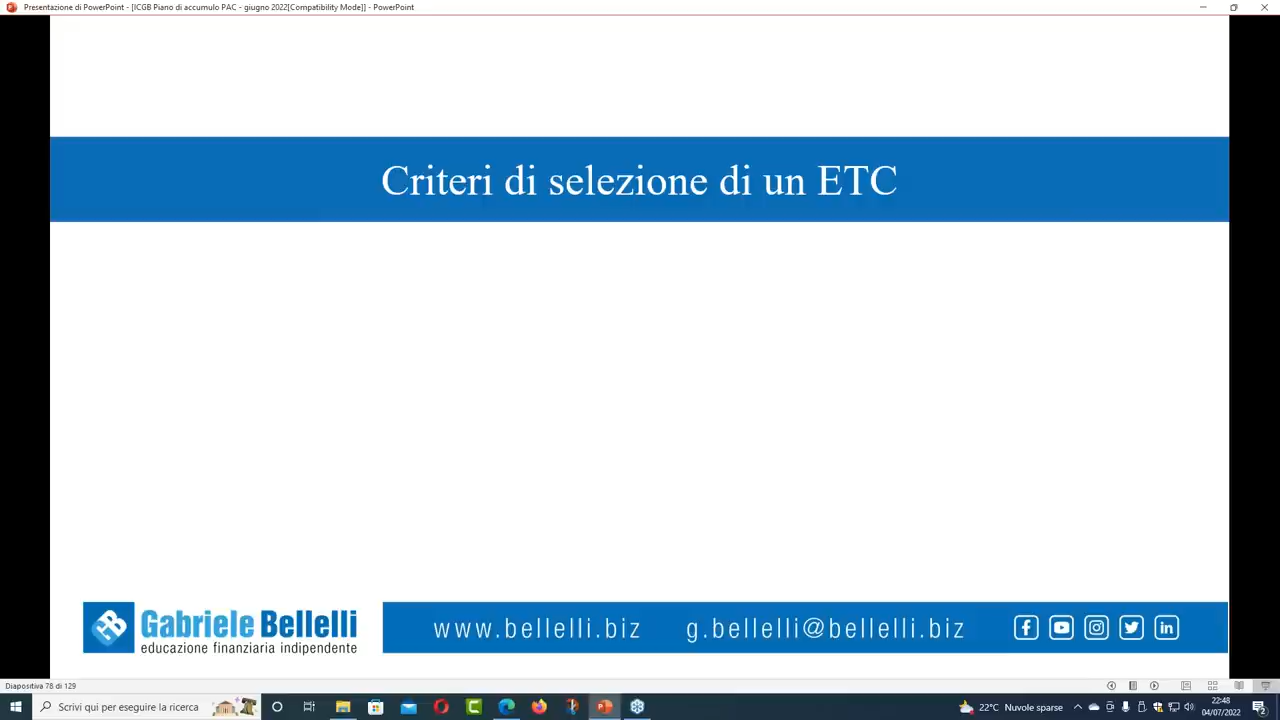 Presentazione di PowerPoint - [ICGB Piano di accumulo PAC - giugno 2022[Compatibility Mode]] - PowerPoint
Criteri di selezione di un ETC
Gabriele Bellelli
educazione finanziaria indipendente
www.bellelli.biz g.bellelli@bellelli.biz
Diapositiva 78 di 129
Scrivi qui per eseguire la ricerca
22°C Nuvole sparse
22:48
04/07/2022
2